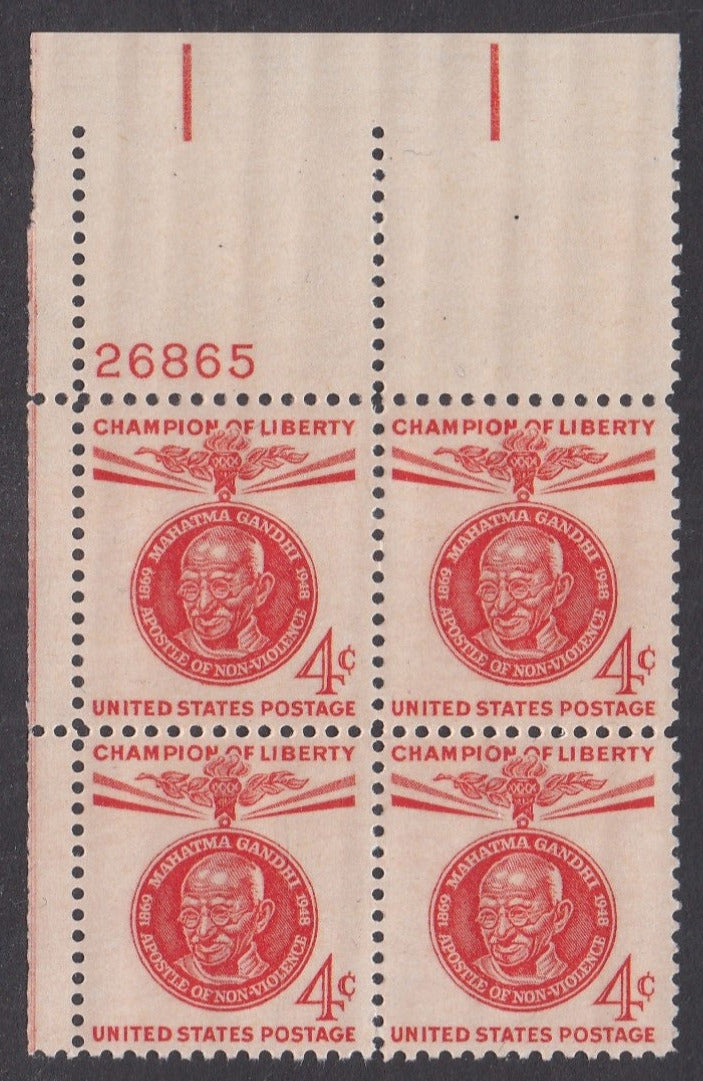 26865
CHAMPION OF LIBERTY
MAHATMA GANDHI
1869 1948
APOSTLE OF NON-VIOLENCE
4¢
UNITED STATES POSTAGE
CHAMPION OF LIBERTY
MAHATMA GANDHI
1869 1948
APOSTLE OF NON-VIOLENCE
4¢
UNITED STATES POSTAGE
CHAMPION OF LIBERTY
MAHATMA GANDHI
1869 1948
APOSTLE OF NON-VIOLENCE
4¢
UNITED STATES POSTAGE
CHAMPION OF LIBERTY
MAHATMA GANDHI
1869 1948
APOSTLE OF NON-VIOLENCE
4¢
UNITED STATES POSTAGE